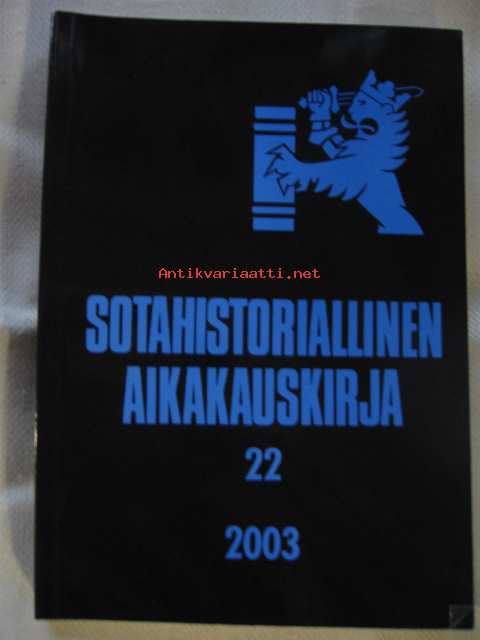 Antikvariaatti.net
SOTAHISTORIALLINEN
AIKAKAUSKIRJA
22
2003